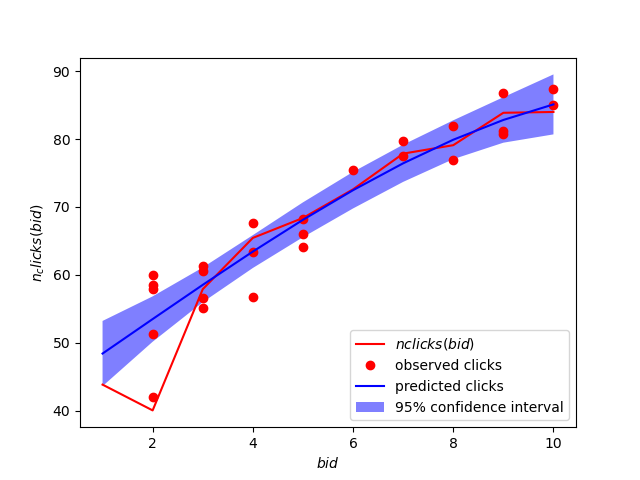 90
80
70
60
50
40
n_clicks(bid)
2
4
6
8
10
bid
nclicks(bid)
observed clicks
predicted clicks
95% confidence interval